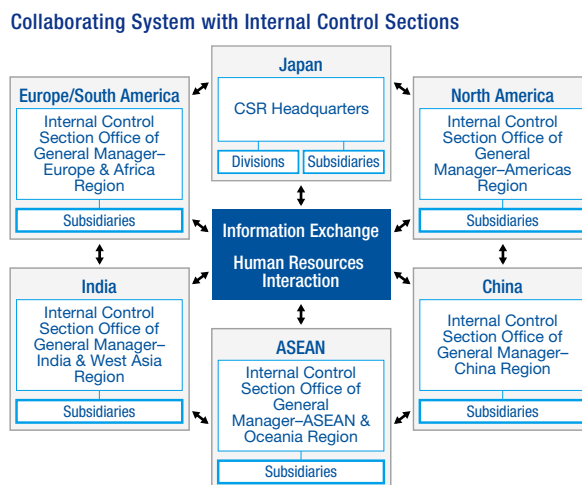 Collaborating System with Internal Control Sections
Japan
CSR Headquarters
Divisions
Subsidiaries
Europe/South America
Internal Control
Section Office of
General Manager–
Europe & Africa
Region
Subsidiaries
North America
Internal Control
Section Office of
General
Manager–Americas
Region
Subsidiaries
Information Exchange
Human Resources
Interaction
India
Internal Control
Section Office of
General Manager–
India & West Asia
Region
Subsidiaries
China
Internal Control
Section Office of
General Manager–
China Region
Subsidiaries
ASEAN
Internal Control
Section Office of
General
Manager–ASEAN &
Oceania Region
Subsidiaries